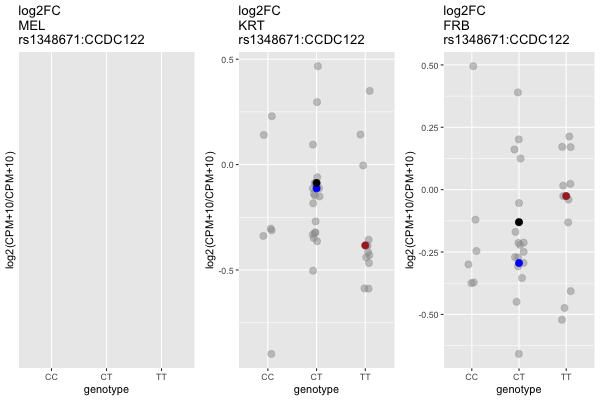 log2FC
MEL
rs1348671:CCDC122
log2(CPM+10/CPM+10)
CC CT TT
genotype
log2FC
KRT
rs1348671:CCDC122
log2(CPM+10/CPM+10)
0.5
0.0
-0.5
CC CT TT
genotype
log2FC
FRB
rs1348671:CCDC122
log2(CPM+10/CPM+10)
0.50
0.25
0.00
-0.25
-0.50
CC CT TT
genotype